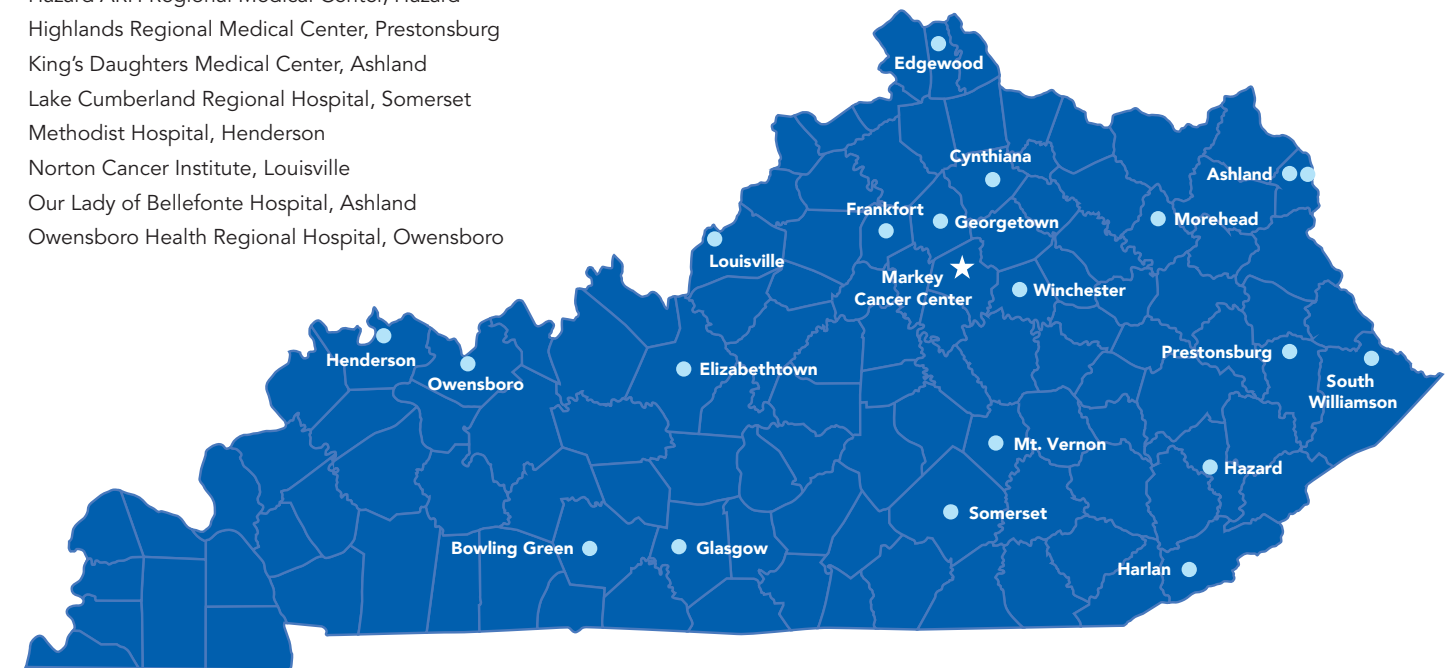 Highlands Regional Medical Center, Prestonsburg
King's Daughters Medical Center, Ashland
Lake Cumberland Regional Hospital, Somerset
Methodist Hospital, Henderson
Norton Cancer Institute, Louisville
Our Lady of Bellefonte Hospital, Ashland
Owensboro Health Regional Hospital, Owensboro
Edgewood
Cynthiana
Ashland
Frankfort
Georgetown
Morehead
Louisville
Markey
Cancer Center
Winchester
Henderson
Owensboro
Elizabethtown
Prestonsburg
South
Williamson
Mt. Vernon
Hazard
Somerset
Bowling Green
Glasgow
Harlan